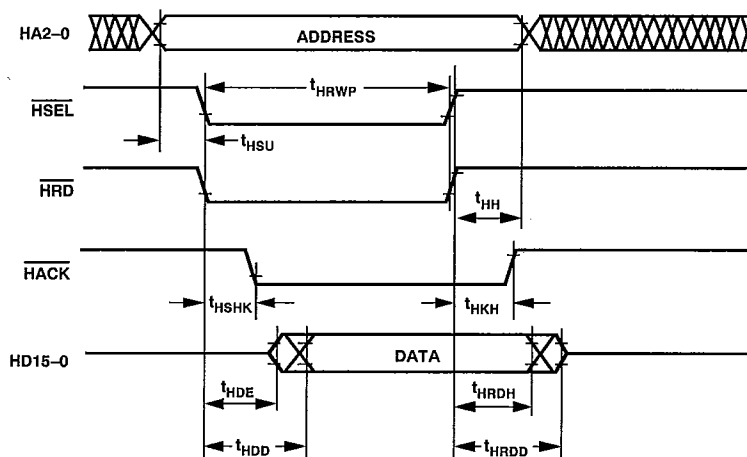 HA2–0
ADDRESS
tHRWP
HSEL
tHSU
HRD
tHH
HACK
tHSHK
tHKH
HD15–0
DATA
tHDE
tHRDH
tHDD
tHRDD